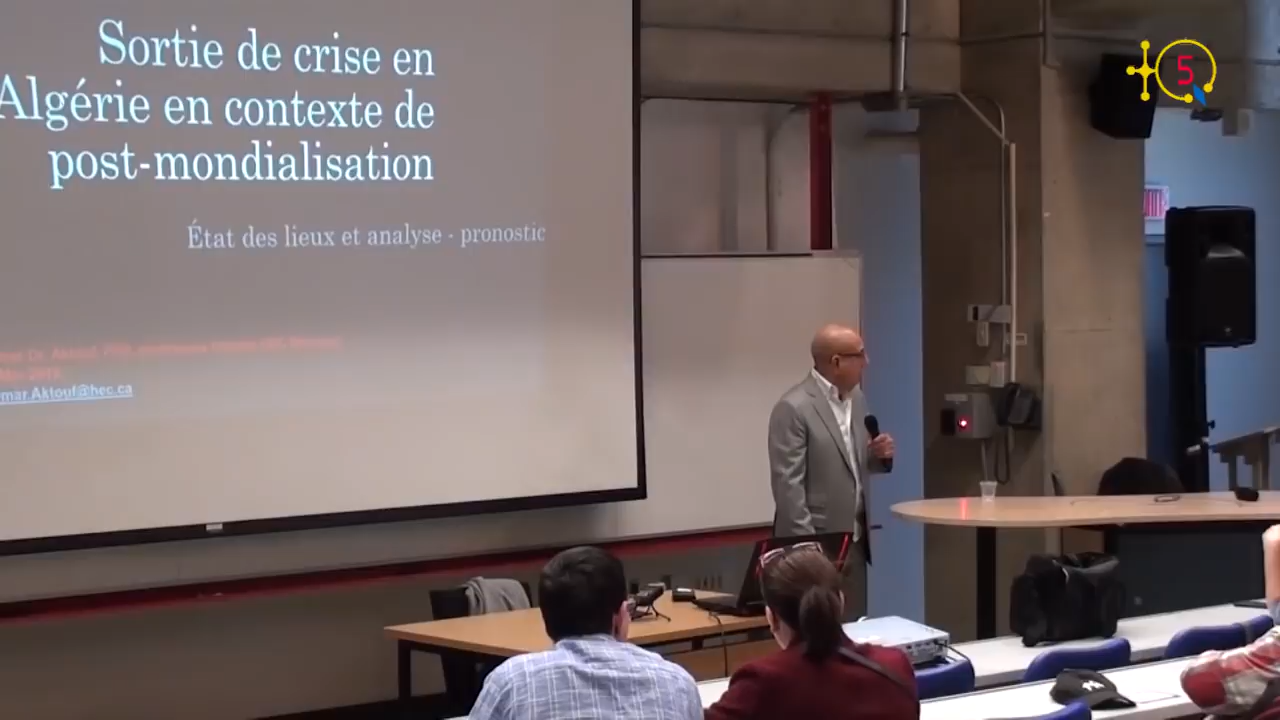 Sortie de crise en
Algérie en contexte de
post-mondialisation
État des lieux et analyse - pronostic
mar.Aktouf@hec.ca
5